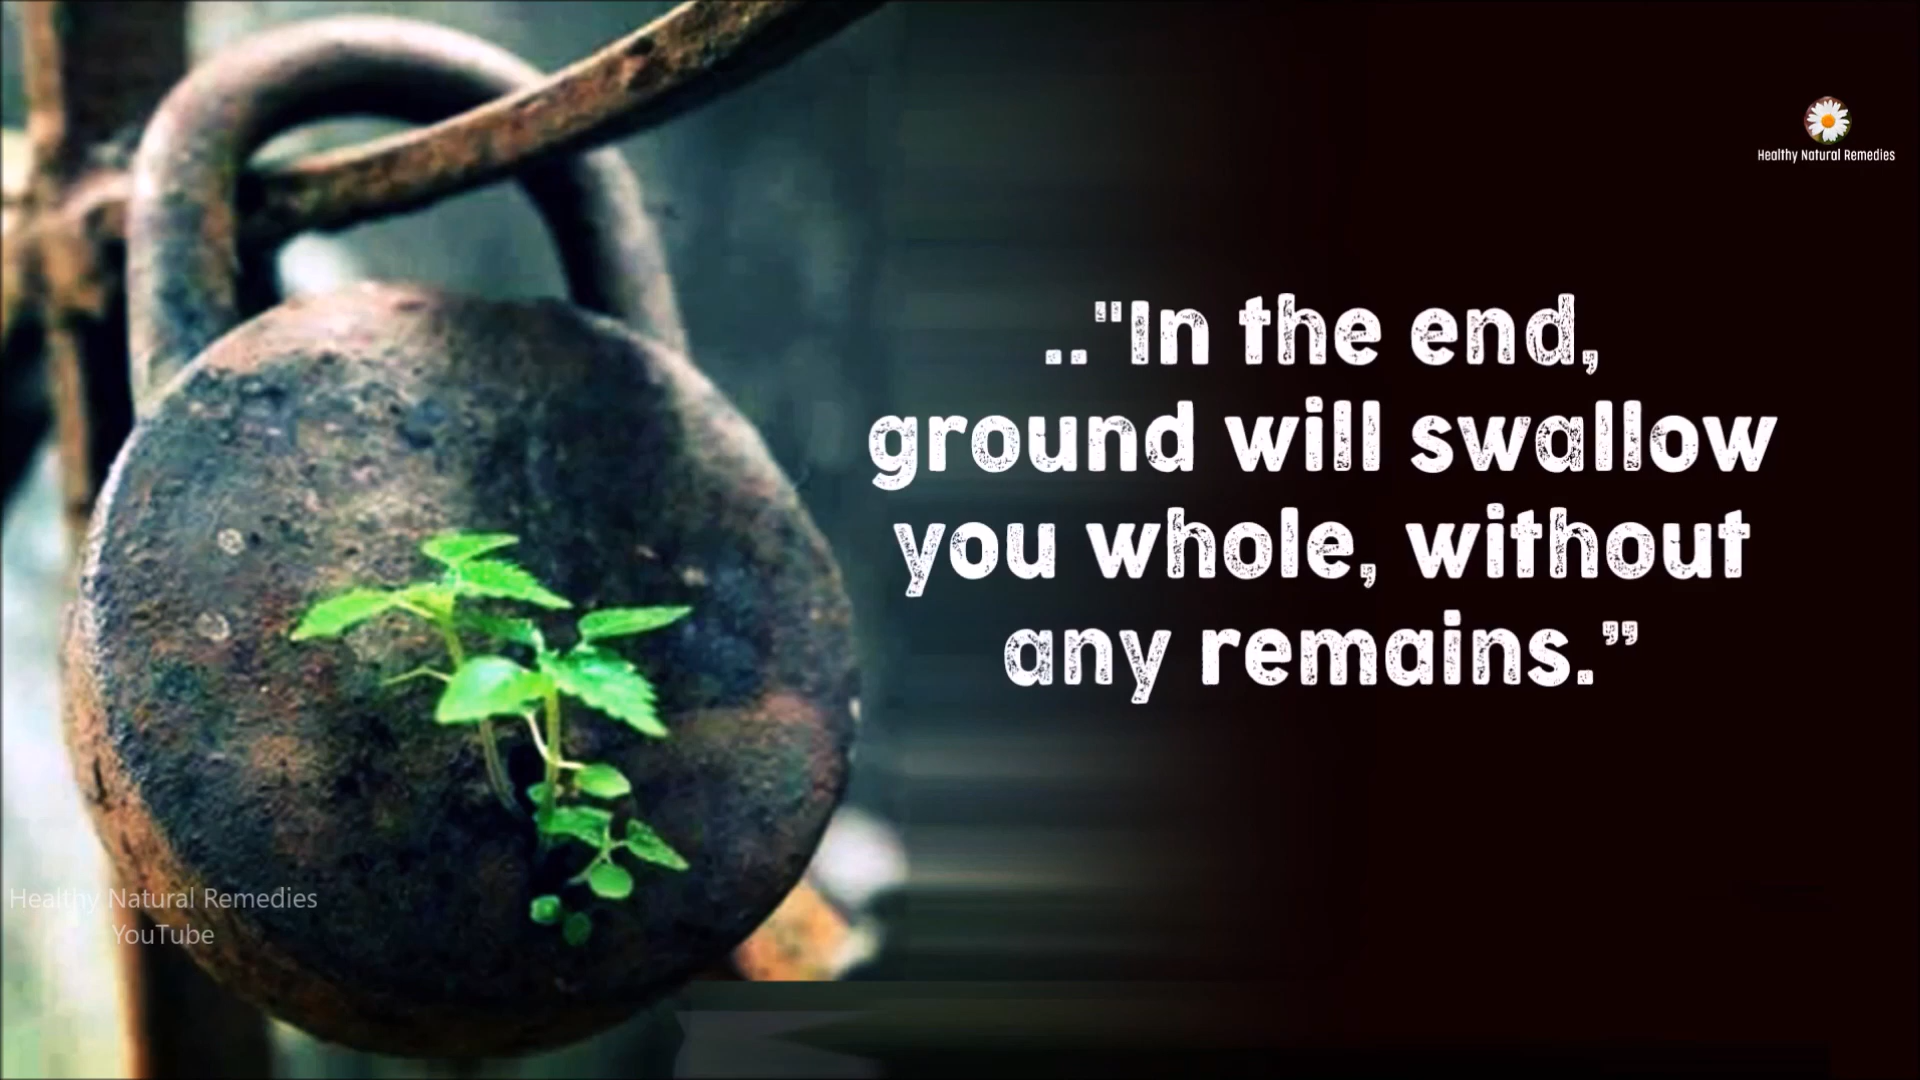 Healthy Natural Remedies
.."In the end,
ground will swallow
you whole, without
any remains.”
Healthy Natural Remedies
YouTube